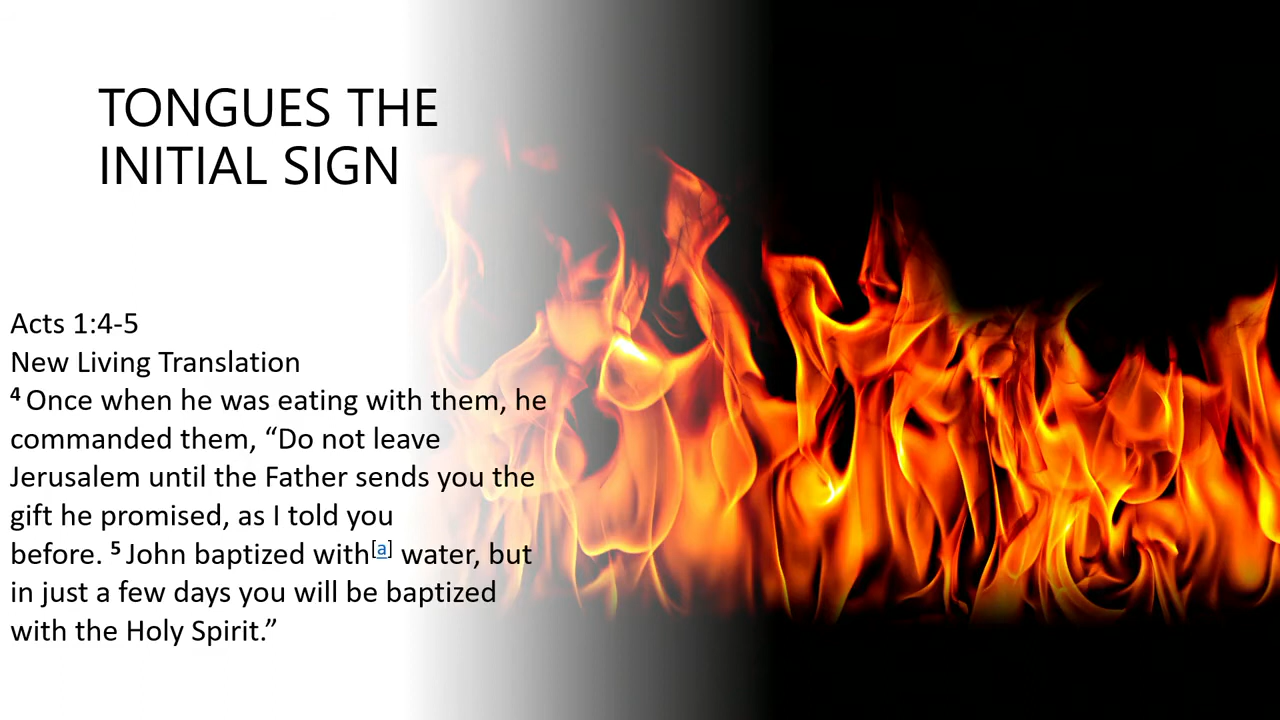 TONGUES THE
INITIAL SIGN
Acts 1:4-5
New Living Translation
4 Once when he was eating with them, he
commanded them, “Do not leave
Jerusalem until the Father sends you the
gift he promised, as I told you
before. 5 John baptized with[a] water, but
in just a few days you will be baptized
with the Holy Spirit.”